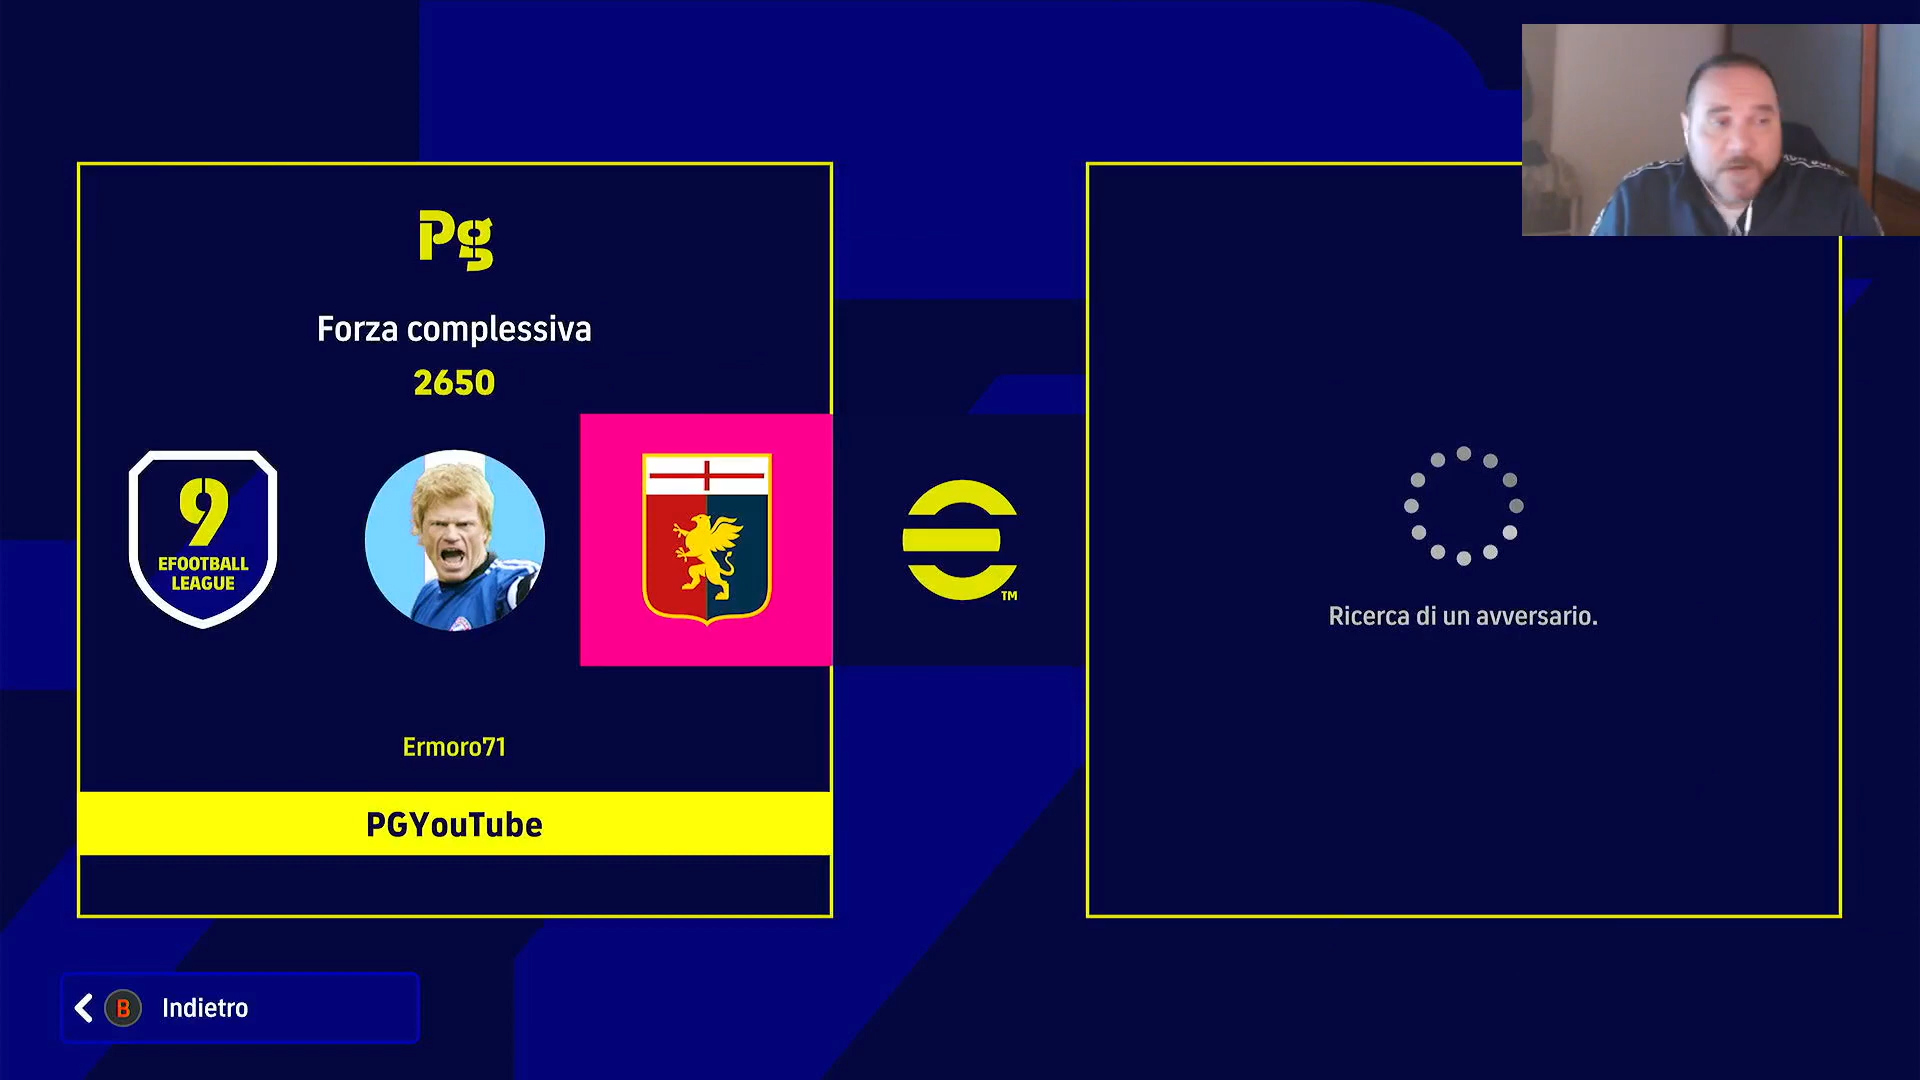 Pg
Forza complessiva
2650
9
EFOOTBALL
LEAGUE
TM
Ricerca di un avversario.
Ermoro71
PGYouTube
B
Indietro